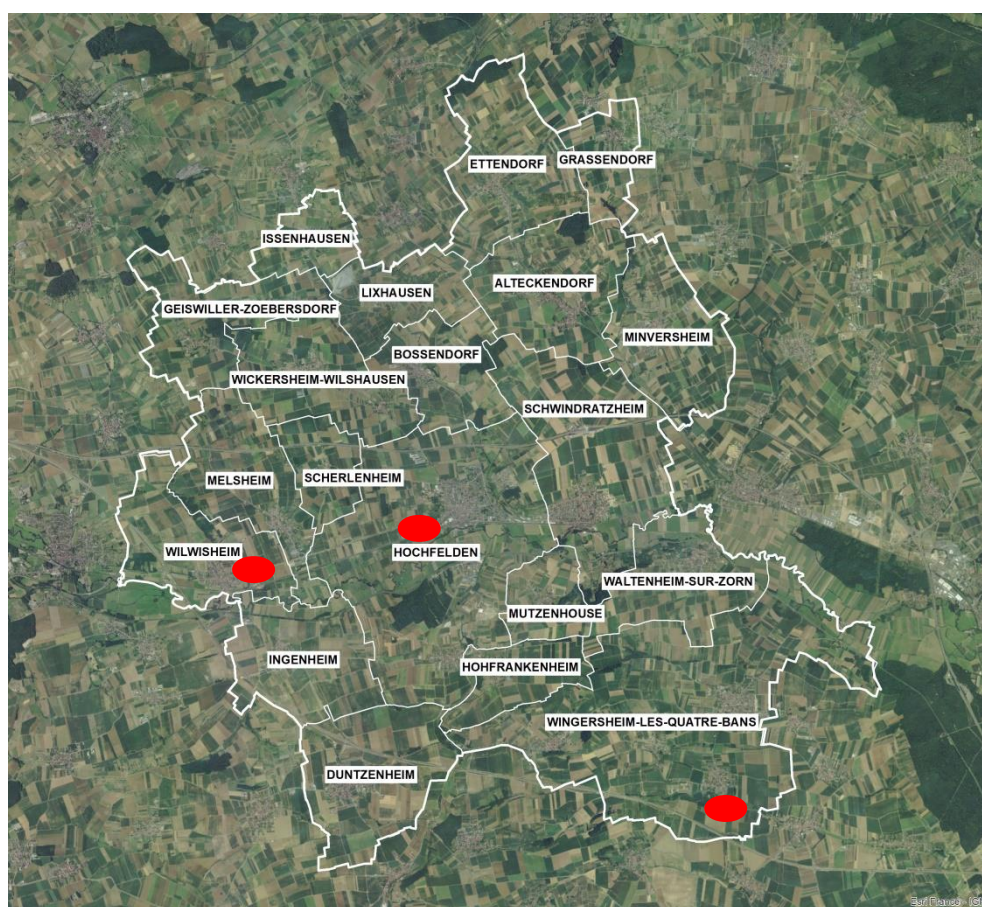 ETTENDORF
GRASSENDORF
ISSENHAUSEN
ALTECKENDORF
LIXHAUSEN
GEISWILLER-ZOEBERSDORF
MINVERSHEIM
BOSSENDORF
WICKERSHEIM-WILSHAUSEN
SCHWINDRATZHEIM
MELSHEIM
SCHERLENHEIM
WILWISHEIM
HOCHFELDEN
WALTENHEIM-SUR-ZORN
MUTZENHOUSE
INGENHEIM
HOHFRANKENHEIM
WINGERSHEIM-LES-QUATRE-BANS
DUNTZENHEIM
Esri France - IGN